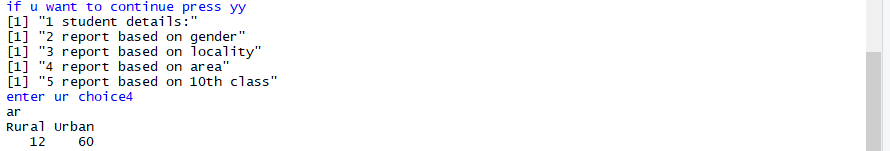 if u want to continue press yy
[1] "1 student details:"
[1] "2 report based on gender"
[1] "3 report based on locality"
[1] "4 report based on area"
[1] "5 report based on 10th class"
enter ur choice4
ar
Rural Urban
12 60